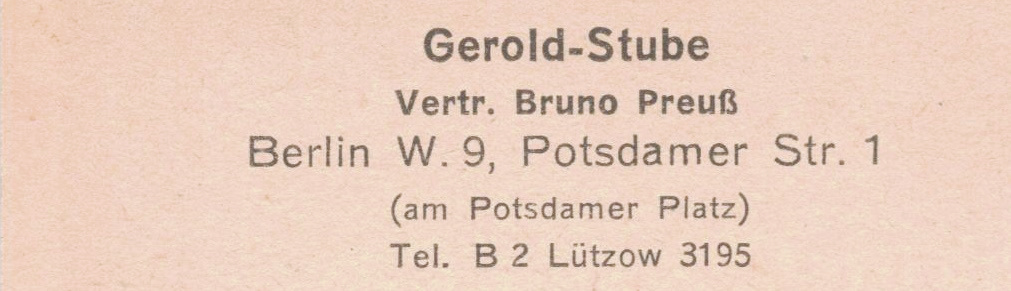 Gerold-Stube
Vertr. Bruno Preuß
Berlin W. 9, Potsdamer Str. 1
(am Potsdamer Platz)
Tel. B 2 Lützow 3195